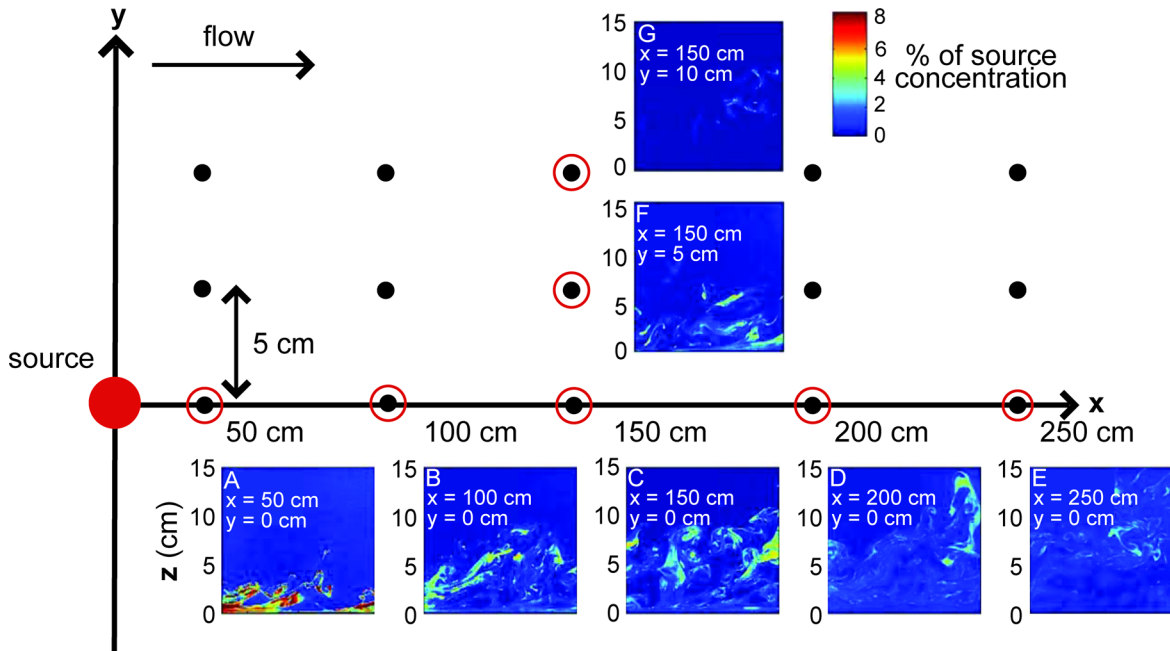 y
flow
15
10
5
0
G
x = 150 cm
y = 10 cm
8
6
4
2
0
% of source
concentration
15
10
5
0
F
x = 150 cm
y = 5 cm
5 cm
source
x
50 cm
100 cm
150 cm
200 cm
250 cm
z (cm)
15
10
5
0
A
x = 50 cm
y = 0 cm
15
10
5
0
B
x = 100 cm
y = 0 cm
15
10
5
0
C
x = 150 cm
y = 0 cm
15
10
5
0
D
x = 200 cm
y = 0 cm
15
10
5
0
E
x = 250 cm
y = 0 cm